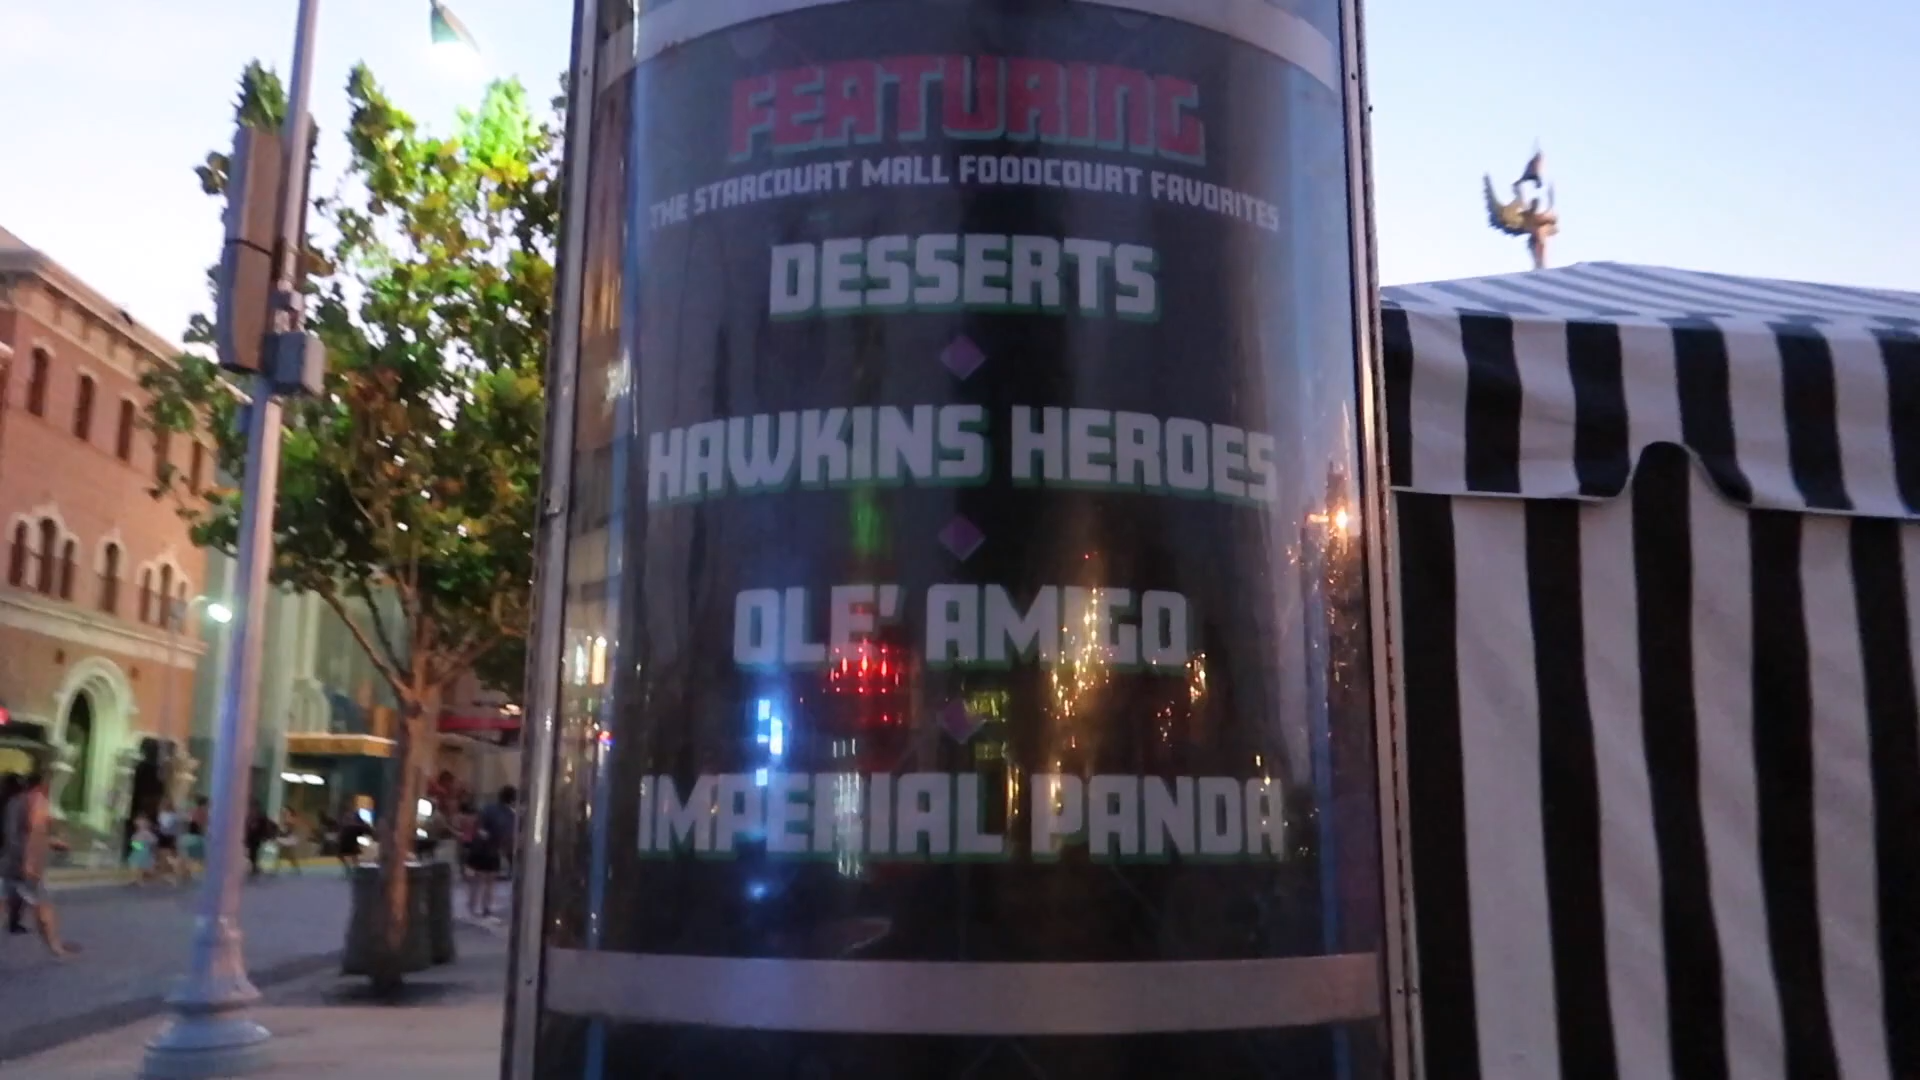 FEATURING
THE STARCOURT MALL FOODCOURT FAVORITES
DESSERTS
HAWKINS HEROES
OLE' AMIGO
IMPERIAL PANDA